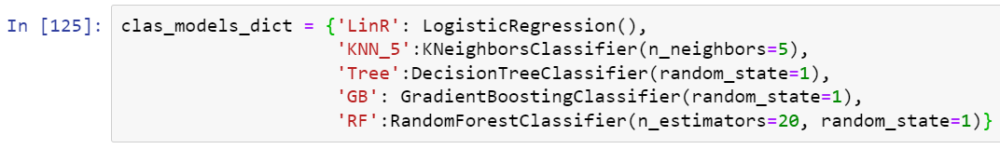 In [125]: clas_models_dict = {'LinR': LogisticRegression(),
'KNN_5':KNeighborsClassifier(n_neighbors=5),
'Tree':DecisionTreeClassifier(random_state=1),
'GB': GradientBoostingClassifier(random_state=1),
'RF':RandomForestClassifier(n_estimators=20, random_state=1)}